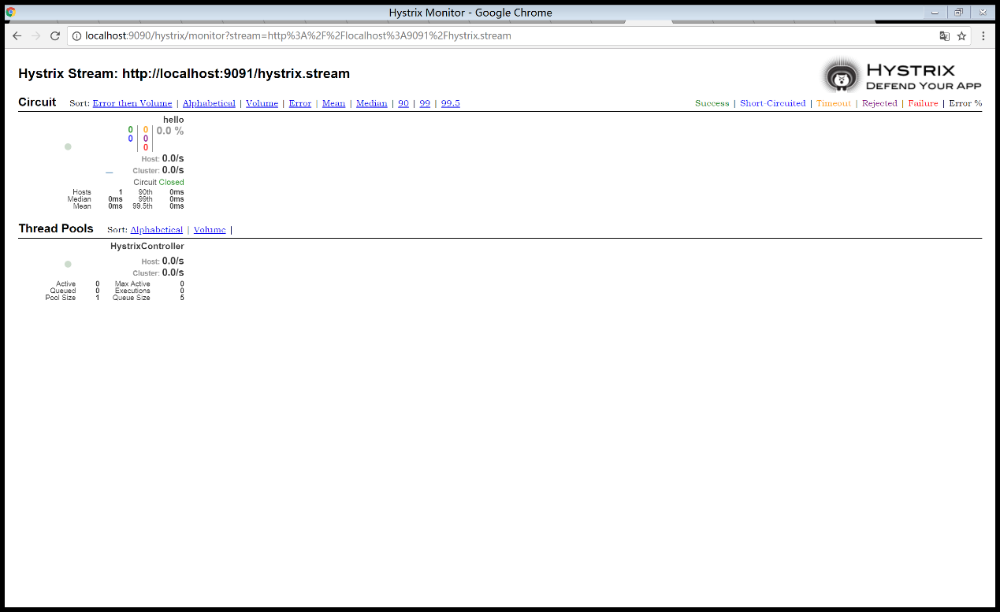 Hystrix Monitor - Google Chrome
localhost:9090/hystrix/monitor?stream=http%3A%2F%2Flocalhost%3A9091%2Fhystrix.stream
Hystrix Stream: http://localhost:9091/hystrix.stream
HYSTRIX
DEFEND YOUR APP
Circuit Sort: Error then Volume | Alphabetical | Volume | Error | Mean | Median | 90 | 99 | 99.5
Success | Short-Circuited | Timeout | Rejected | Failure | Error %
hello
0 0 0.0 %
0 0
0
Host: 0.0/s
Cluster: 0.0/s
Circuit Closed
Hosts 1 90th 0ms
Median 0ms 99th 0ms
Mean 0ms 99.5th 0ms
Thread Pools Sort: Alphabetical | Volume |
HystrixController
Host: 0.0/s
Cluster: 0.0/s
Active 0 Max Active 0
Queued 0 Executions 0
Pool Size 1 Queue Size 5